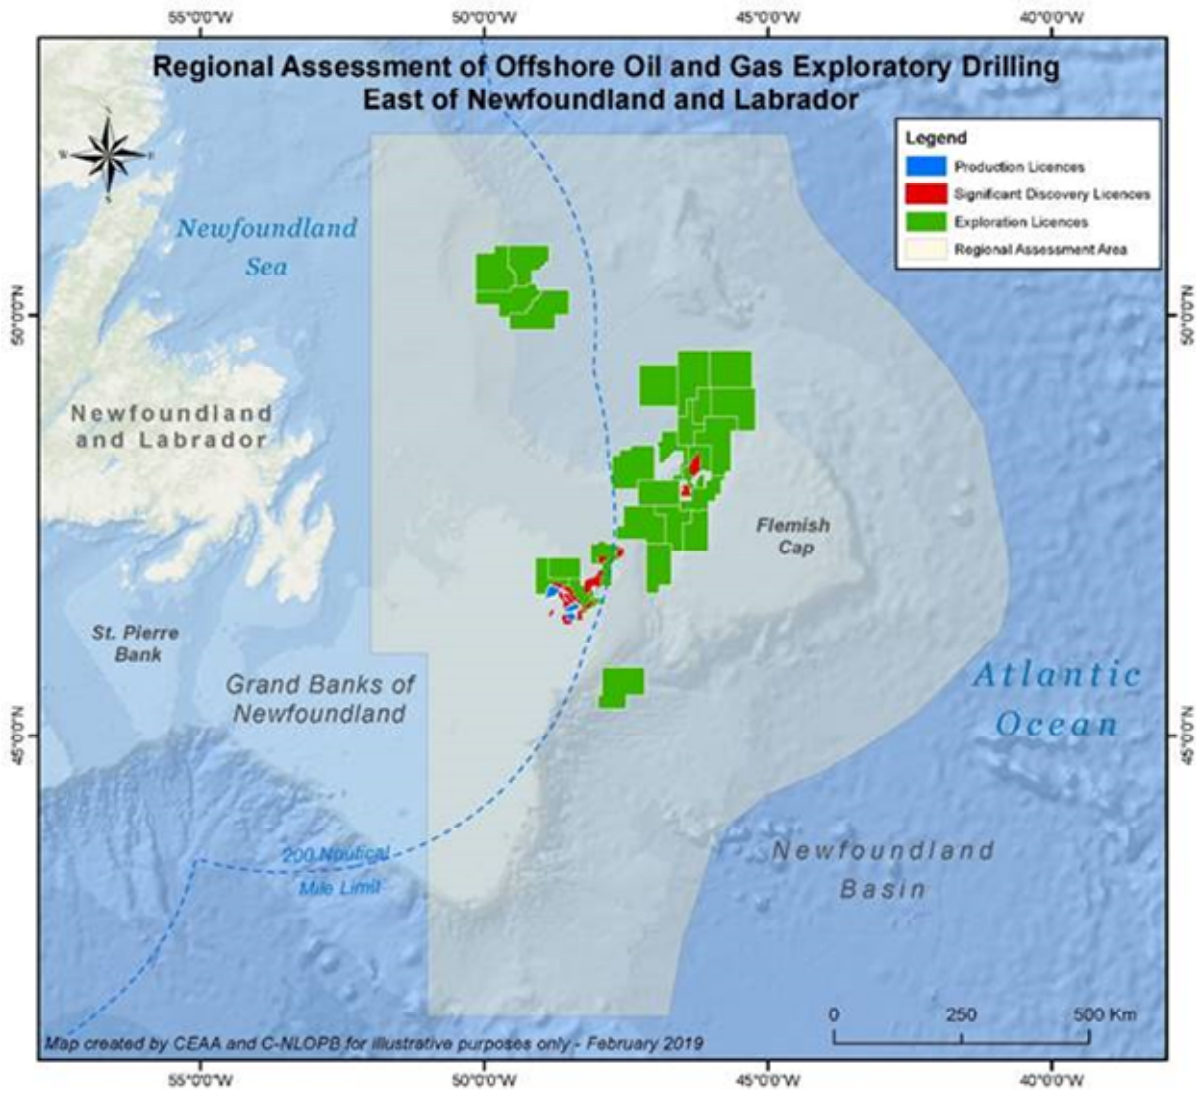 55°0'0"W 50°0'0"W 45°0'0"W 40°0'0"W
Regional Assessment of Offshore Oil and Gas Exploratory Drilling
East of Newfoundland and Labrador
N
W E
S
Legend
Production Licences
Significant Discovery Licences
Exploration Licences
Regional Assessment Area
Newfoundland
Sea
50°0'0"N 50°0'0"N
Newfoundland
and Labrador
Flemish
Cap
St. Pierre
Bank
Grand Banks of
Newfoundland
Atlantic
Ocean
45°0'0"N 45°0'0"N
200 Nautical
Mile Limit
Newfoundland
Basin
0 250 500 Km
Map created by CEAA and C-NLOPB for illustrative purposes only - February 2019
55°0'0"W 50°0'0"W 45°0'0"W 40°0'0"W